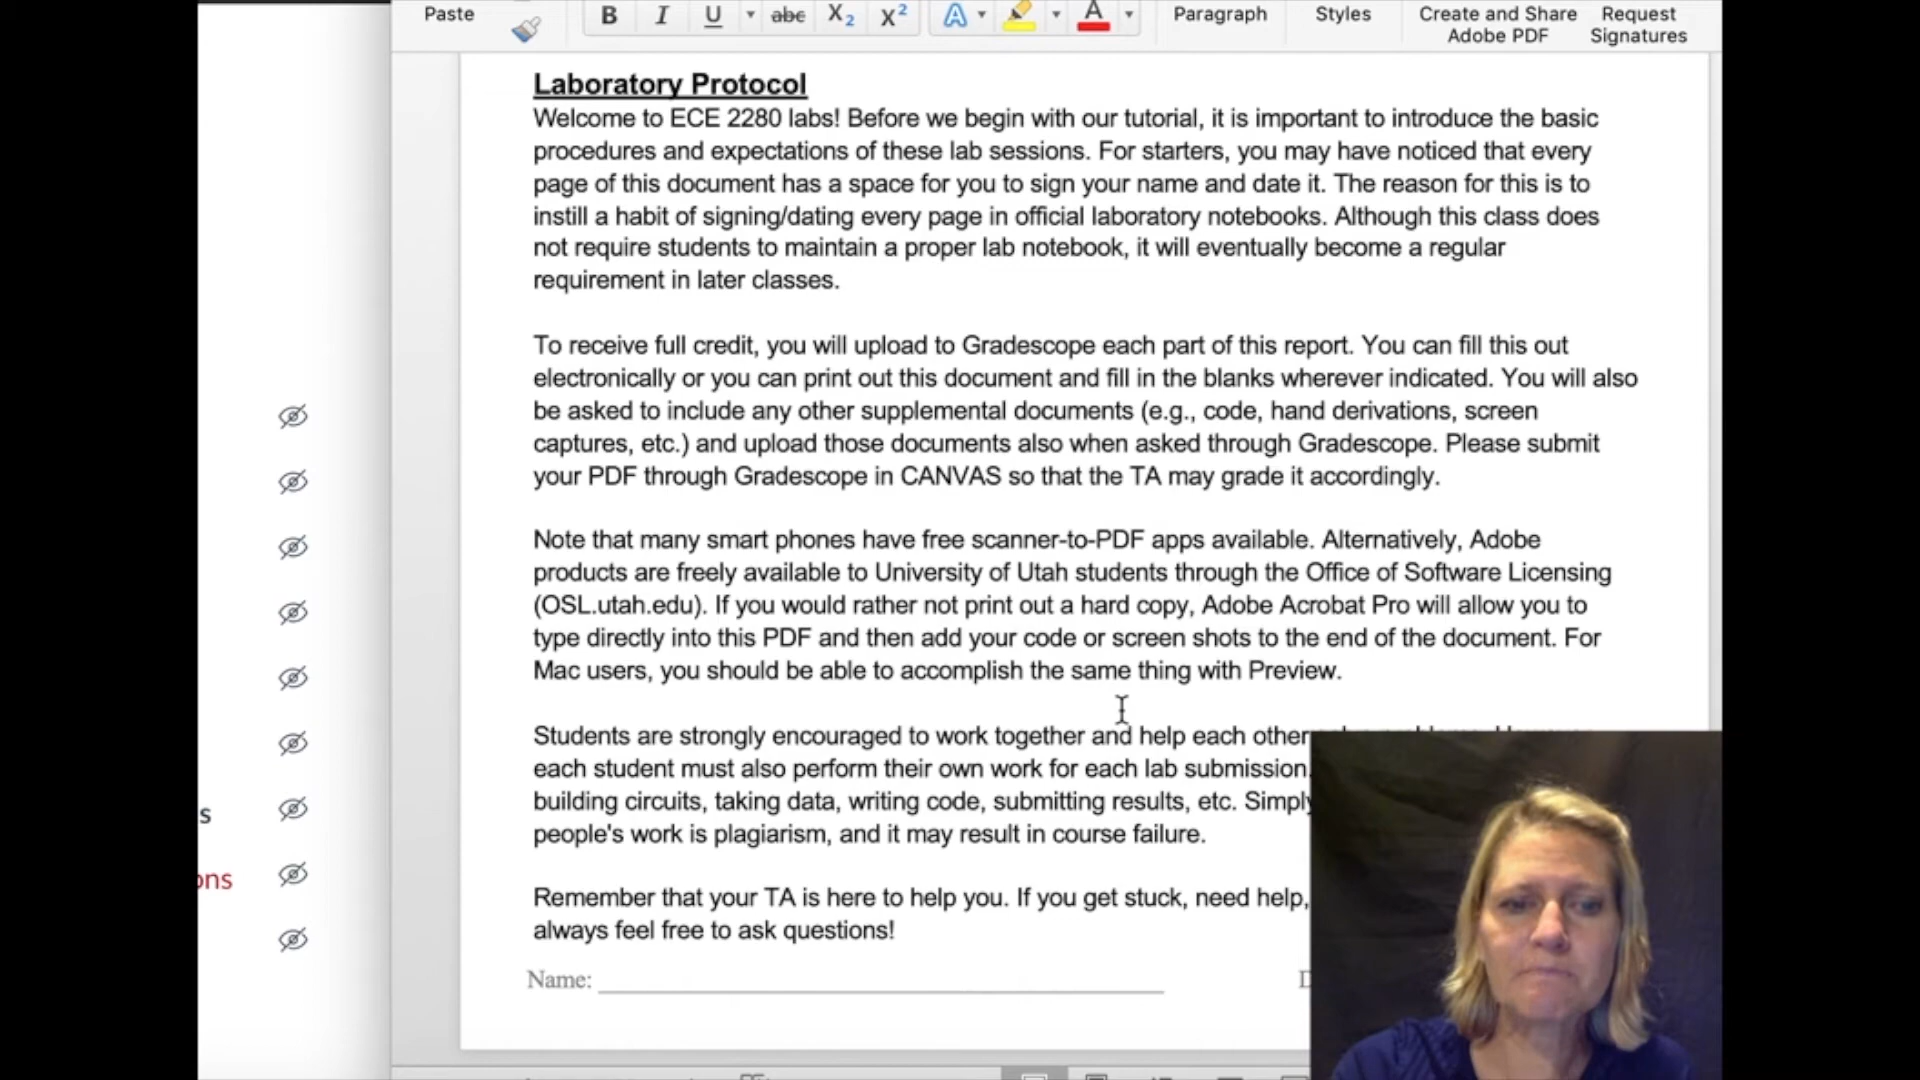 Paste
B I U abc X2 X2 A A
Paragraph
Styles
Create and Share
Adobe PDF
Request
Signatures
Laboratory Protocol
Welcome to ECE 2280 labs! Before we begin with our tutorial, it is important to introduce the basic
procedures and expectations of these lab sessions. For starters, you may have noticed that every
page of this document has a space for you to sign your name and date it. The reason for this is to
instill a habit of signing/dating every page in official laboratory notebooks. Although this class does
not require students to maintain a proper lab notebook, it will eventually become a regular
requirement in later classes.
To receive full credit, you will upload to Gradescope each part of this report. You can fill this out
electronically or you can print out this document and fill in the blanks wherever indicated. You will also
be asked to include any other supplemental documents (e.g., code, hand derivations, screen
captures, etc.) and upload those documents also when asked through Gradescope. Please submit
your PDF through Gradescope in CANVAS so that the TA may grade it accordingly.
Note that many smart phones have free scanner-to-PDF apps available. Alternatively, Adobe
products are freely available to University of Utah students through the Office of Software Licensing
(OSL.utah.edu). If you would rather not print out a hard copy, Adobe Acrobat Pro will allow you to
type directly into this PDF and then add your code or screen shots to the end of the document. For
Mac users, you should be able to accomplish the same thing with Preview.
Students are strongly encouraged to work together and help each other
each student must also perform their own work for each lab submission.
building circuits, taking data, writing code, submitting results, etc. Simply
people's work is plagiarism, and it may result in course failure.
s
ons
Remember that your TA is here to help you. If you get stuck, need help,
always feel free to ask questions!
Name: